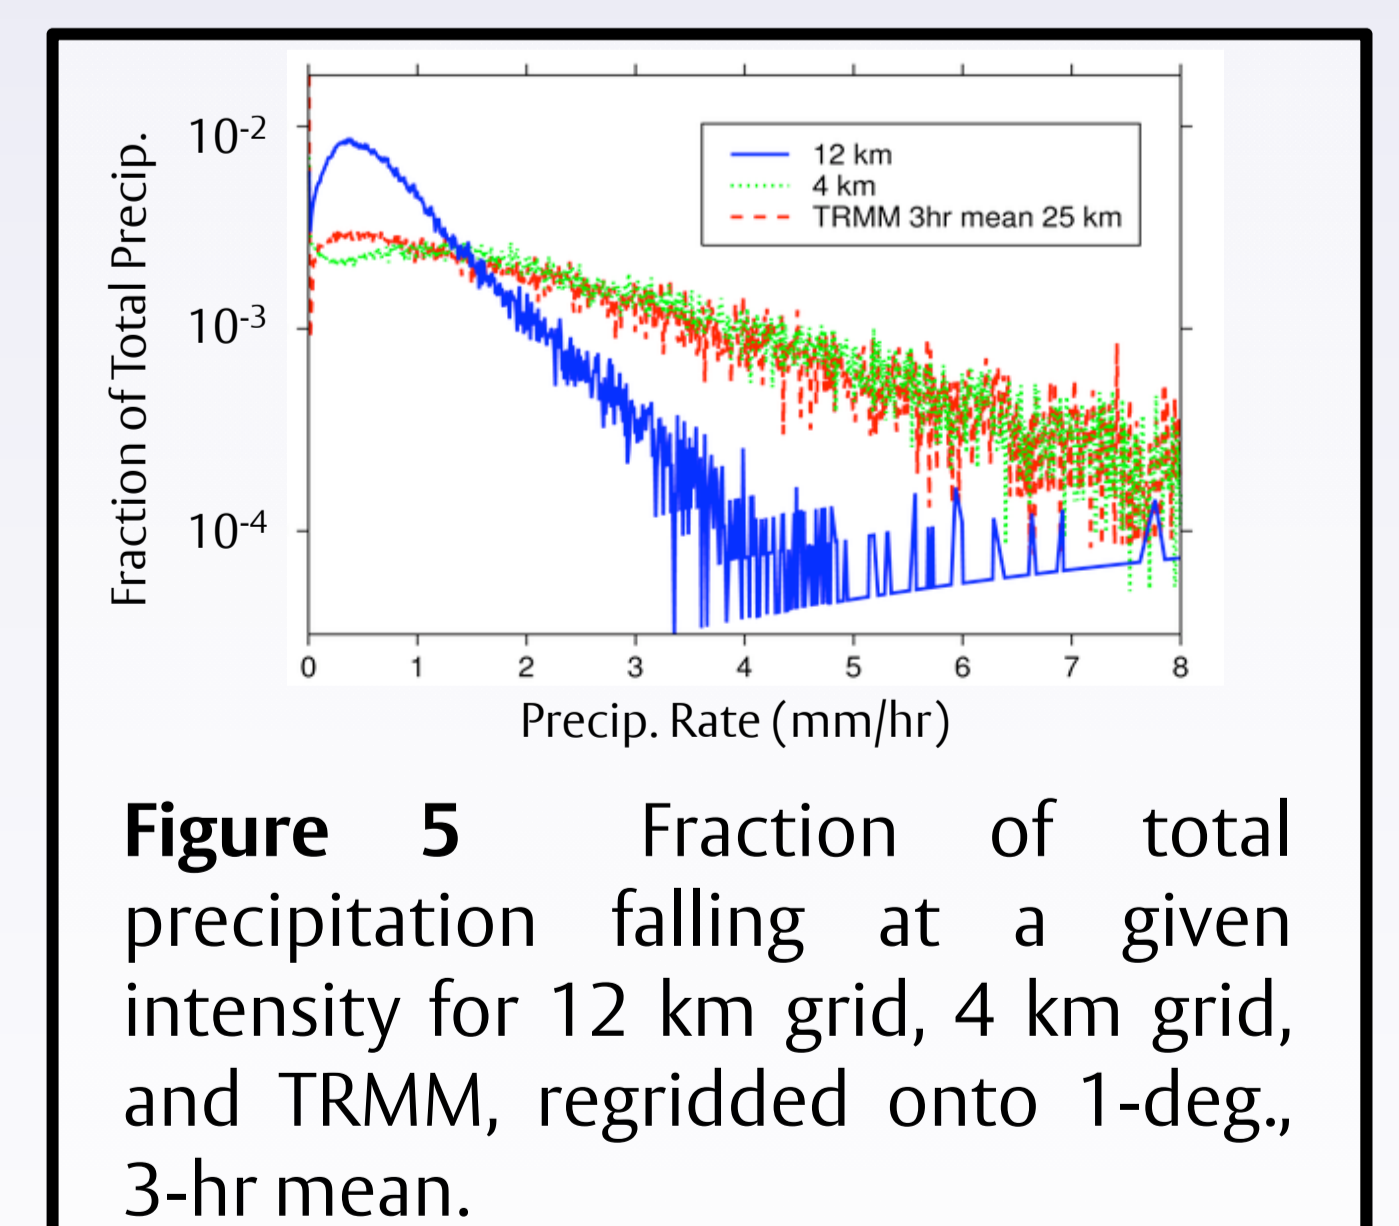 10-2
10-3
10-4
Fraction of Total Precip.
12 km
4 km
TRMM 3hr mean 25 km
0 1 2 3 4 5 6 7 8
Precip. Rate (mm/hr)
Figure 5 Fraction of total
precipitation falling at a given
intensity for 12 km grid, 4 km grid,
and TRMM, regridded onto 1-deg.,
3-hr mean.